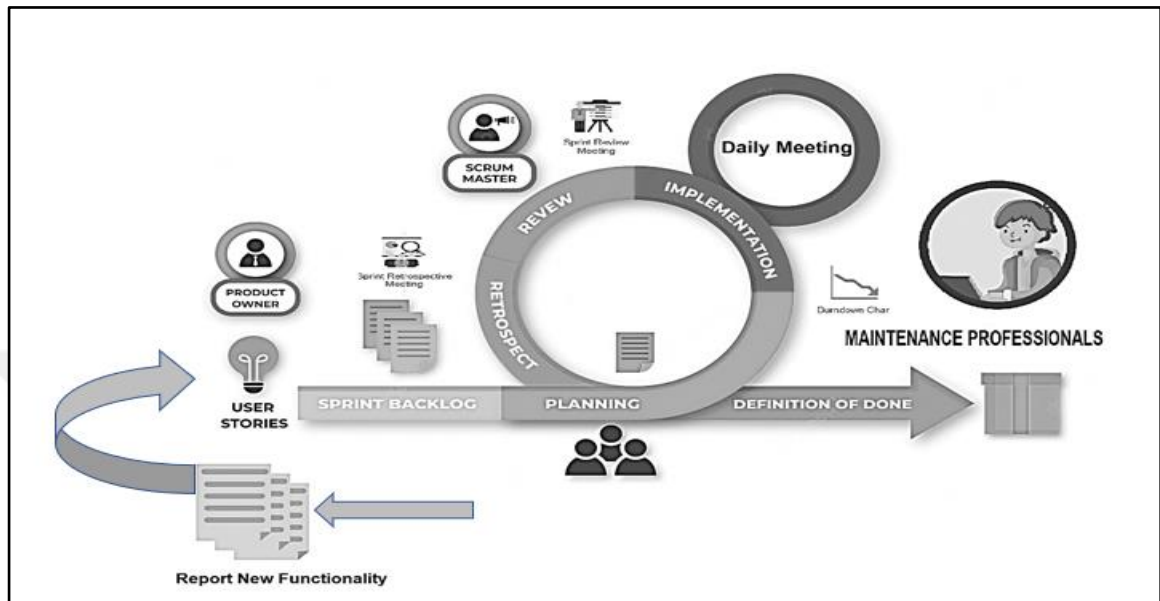 Daily Meeting
Sprint Review
Meeting
SCRUM
MASTER
REVIEW
IMPLEMENTATION
Sprint Retrospective
Meeting
PRODUCT
OWNER
RETROSPECT
Burndown Char
MAINTENANCE PROFESSIONALS
USER
STORIES
SPRINT BACKLOG
PLANNING
DEFINITION OF DONE
Report New Functionality